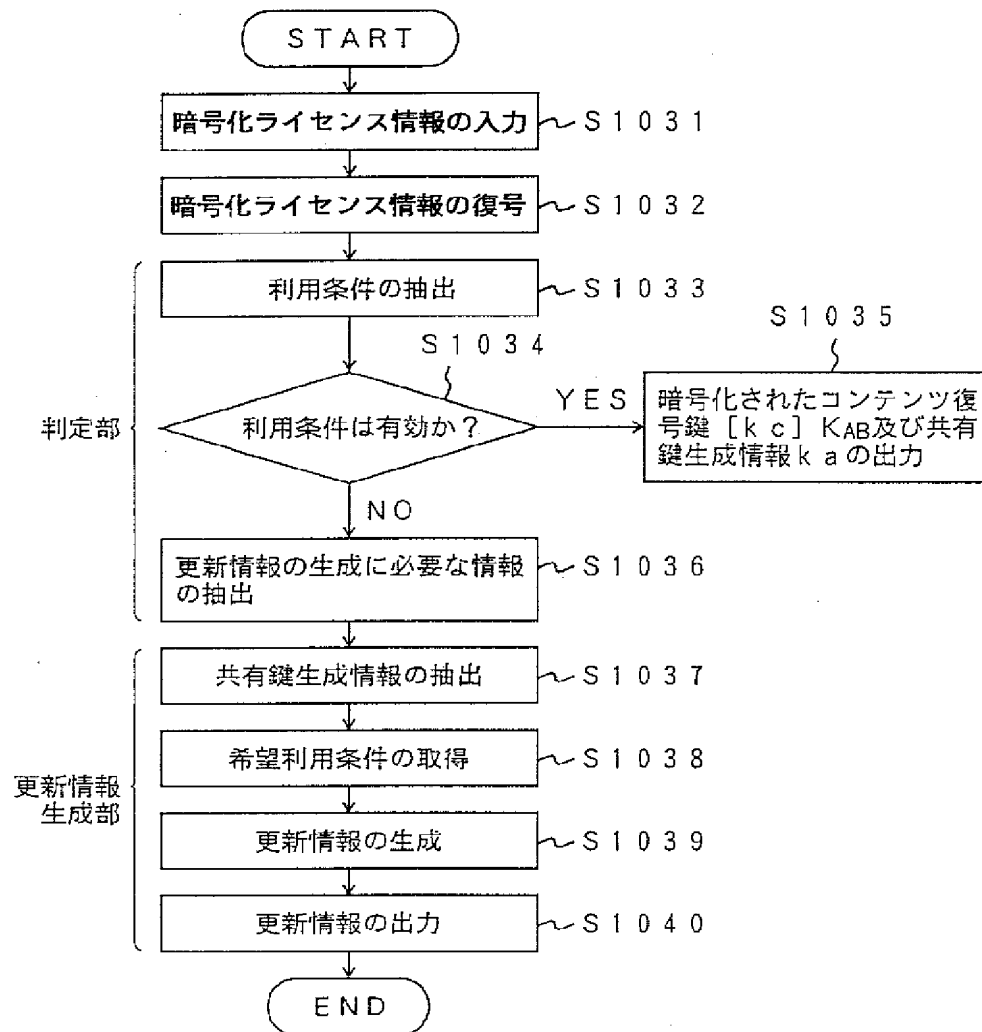 START
暗号化ライセンス情報の入力
S1031
暗号化ライセンス情報の復号
S1032
利用条件の抽出
S1033
S1034
利用条件は有効か？
判定部
YES
S1035
暗号化されたコンテンツ復
号鍵［kc］KAB及び共有
鍵生成情報kaの出力
NO
更新情報の生成に必要な情報
の抽出
S1036
共有鍵生成情報の抽出
S1037
希望利用条件の取得
S1038
更新情報
生成部
更新情報の生成
S1039
更新情報の出力
S1040
END